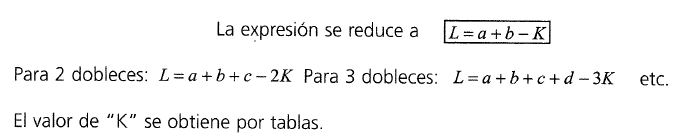 La expresión se reduce a L = a + b – K
Para 2 dobleces: L = a + b + c – 2K Para 3 dobleces: L = a + b + c + d – 3K etc.
El valor de "K" se obtiene por tablas.